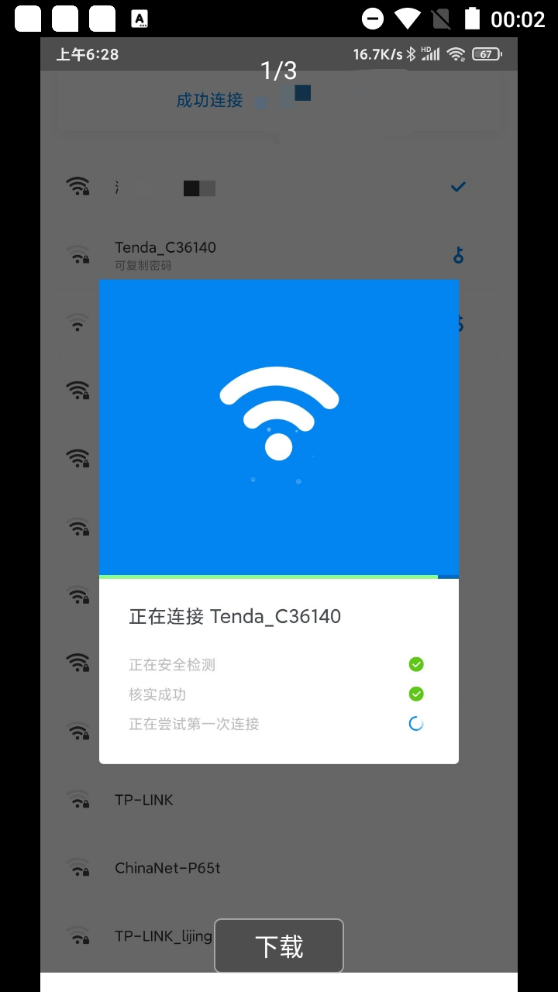 A
00:02
上午6:28
16.7K/s
HD
67
1/3
成功连接
Tenda_C36140
可复制密码
正在连接 Tenda_C36140
正在安全检测
核实成功
正在尝试第一次连接
TP-LINK
ChinaNet-P65t
TP-LINK_lijing
下载